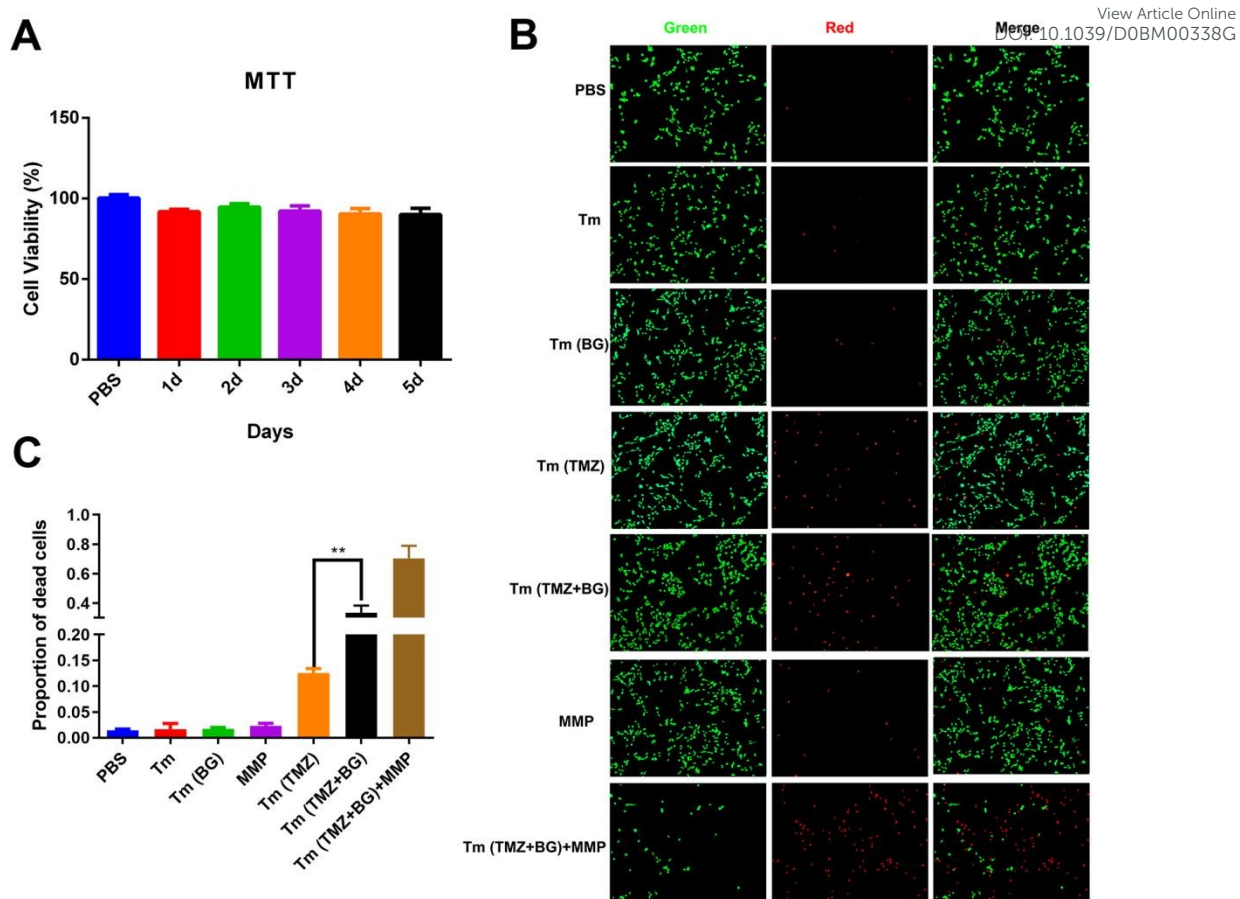 View Article Online
DOI: 10.1039/D0BM00338G
A
MTT
150
100
50
0
Cell Viability (%)
PBS
1d
2d
3d
4d
5d
Days
B
Green
Red
Merge
PBS
Tm
Tm (BG)
Tm (TMZ)
Tm (TMZ+BG)
MMP
Tm (TMZ+BG)+MMP
C
1.0
0.8
0.6
0.4
0.20
0.15
0.10
0.05
0.00
Proportion of dead cells
**
PBS
Tm
Tm (BG)
MMP
Tm (TMZ)
Tm (TMZ+BG)
Tm (TMZ+BG)+MMP